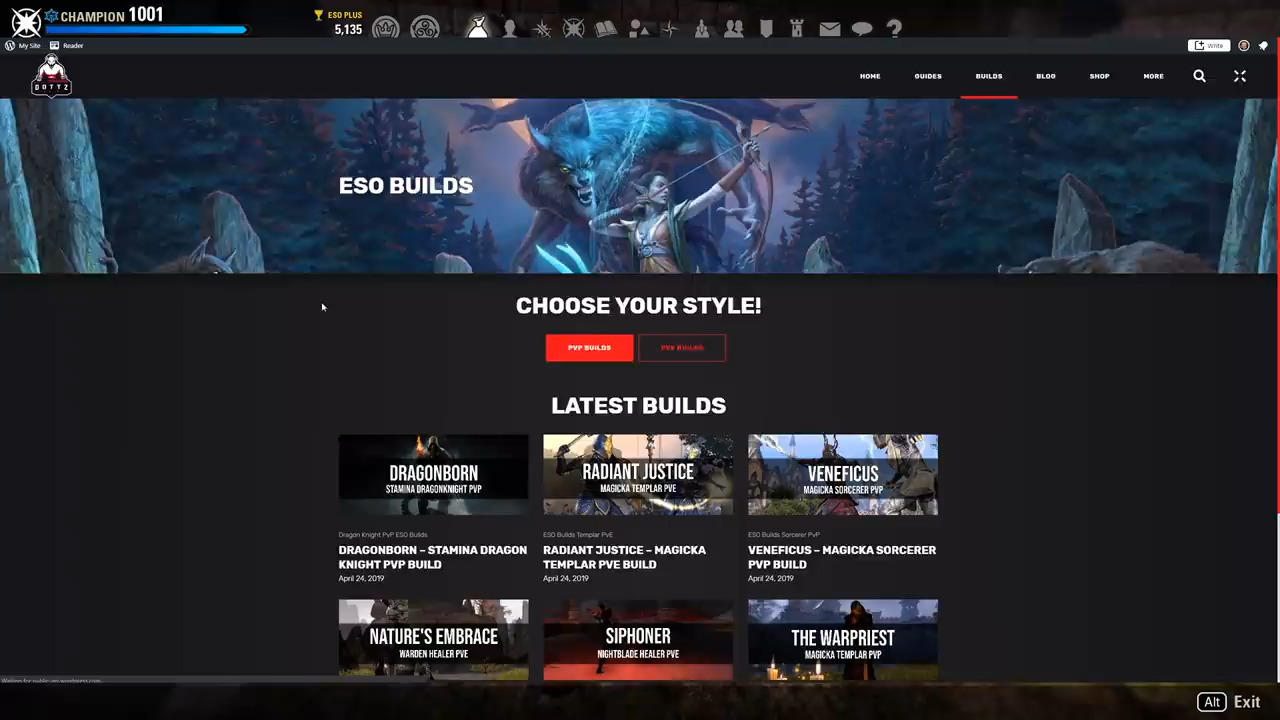 CHAMPION 1001
ESO PLUS
5,135
My Site
Reader
Write
DOTTZ
HOME
GUIDES
BUILDS
BLOG
SHOP
MORE
ESO BUILDS
CHOOSE YOUR STYLE!
PVP BUILDS
PVE BUILDS
LATEST BUILDS
DRAGONBORN
STAMINA DRAGONKNIGHT PVP
RADIANT JUSTICE
MAGICKA TEMPLAR PVE
VENEFICUS
MAGICKA SORCERER PVP
Dragon Knight PvP ESO Builds
ESO Builds Templar PvE
ESO Builds Sorcerer PvP
DRAGONBORN – STAMINA DRAGON
KNIGHT PVP BUILD
RADIANT JUSTICE – MAGICKA
TEMPLAR PVE BUILD
VENEFICUS – MAGICKA SORCERER
PVP BUILD
April 24, 2019
April 24, 2019
April 24, 2019
NATURE'S EMBRACE
WARDEN HEALER PVE
SIPHONER
NIGHTBLADE HEALER PVE
THE WARPRIEST
MAGICKA TEMPLAR PVP
Alt Exit